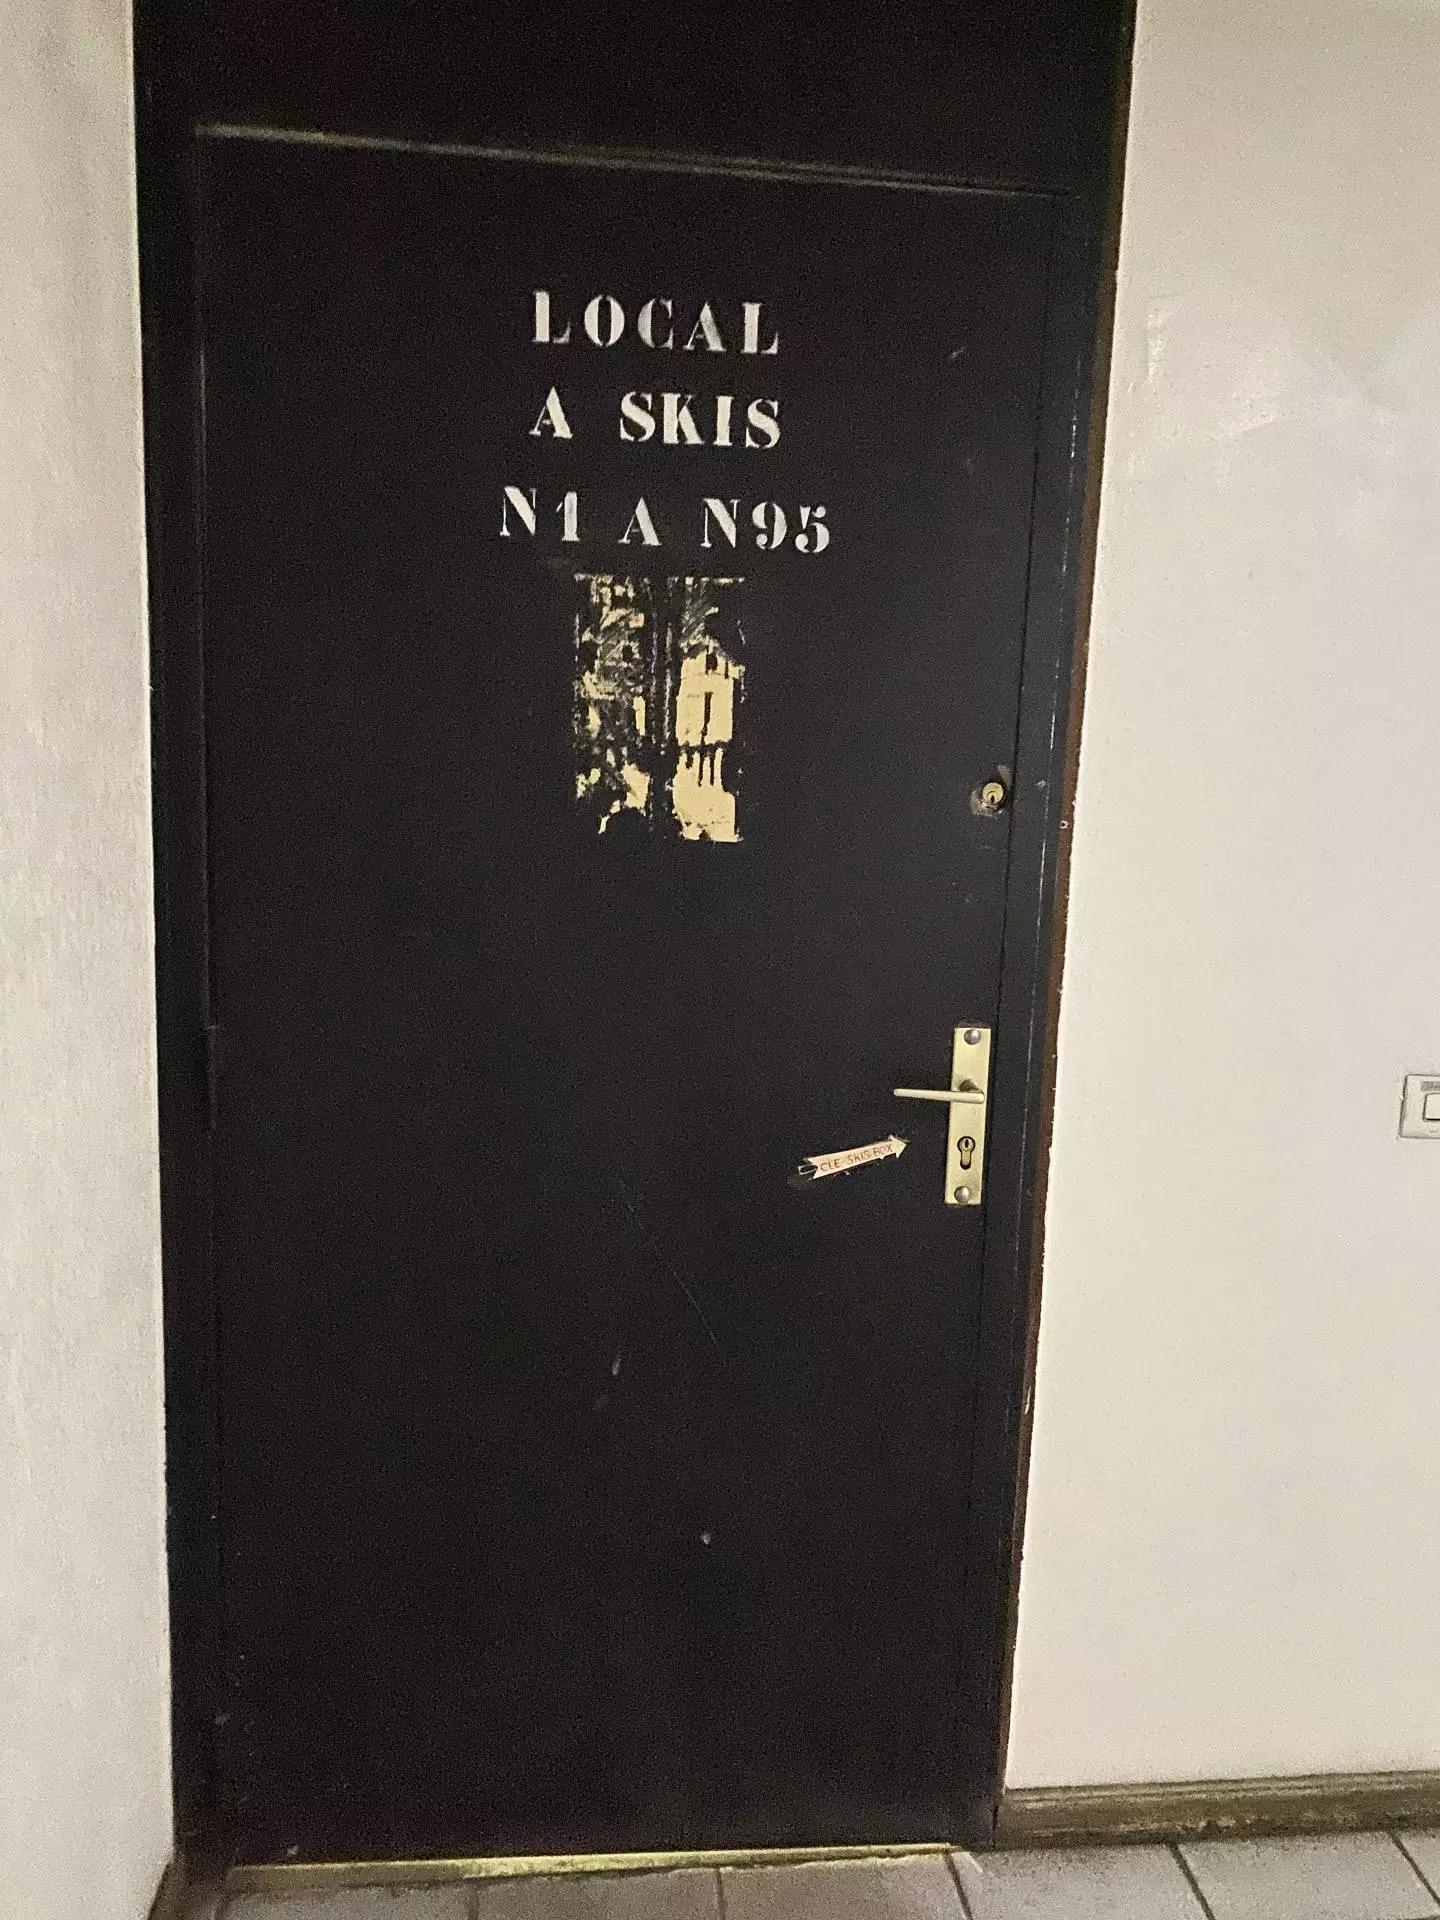 LOCAL
A SKIS
N1 A N95
CLE-SKIS-BOX